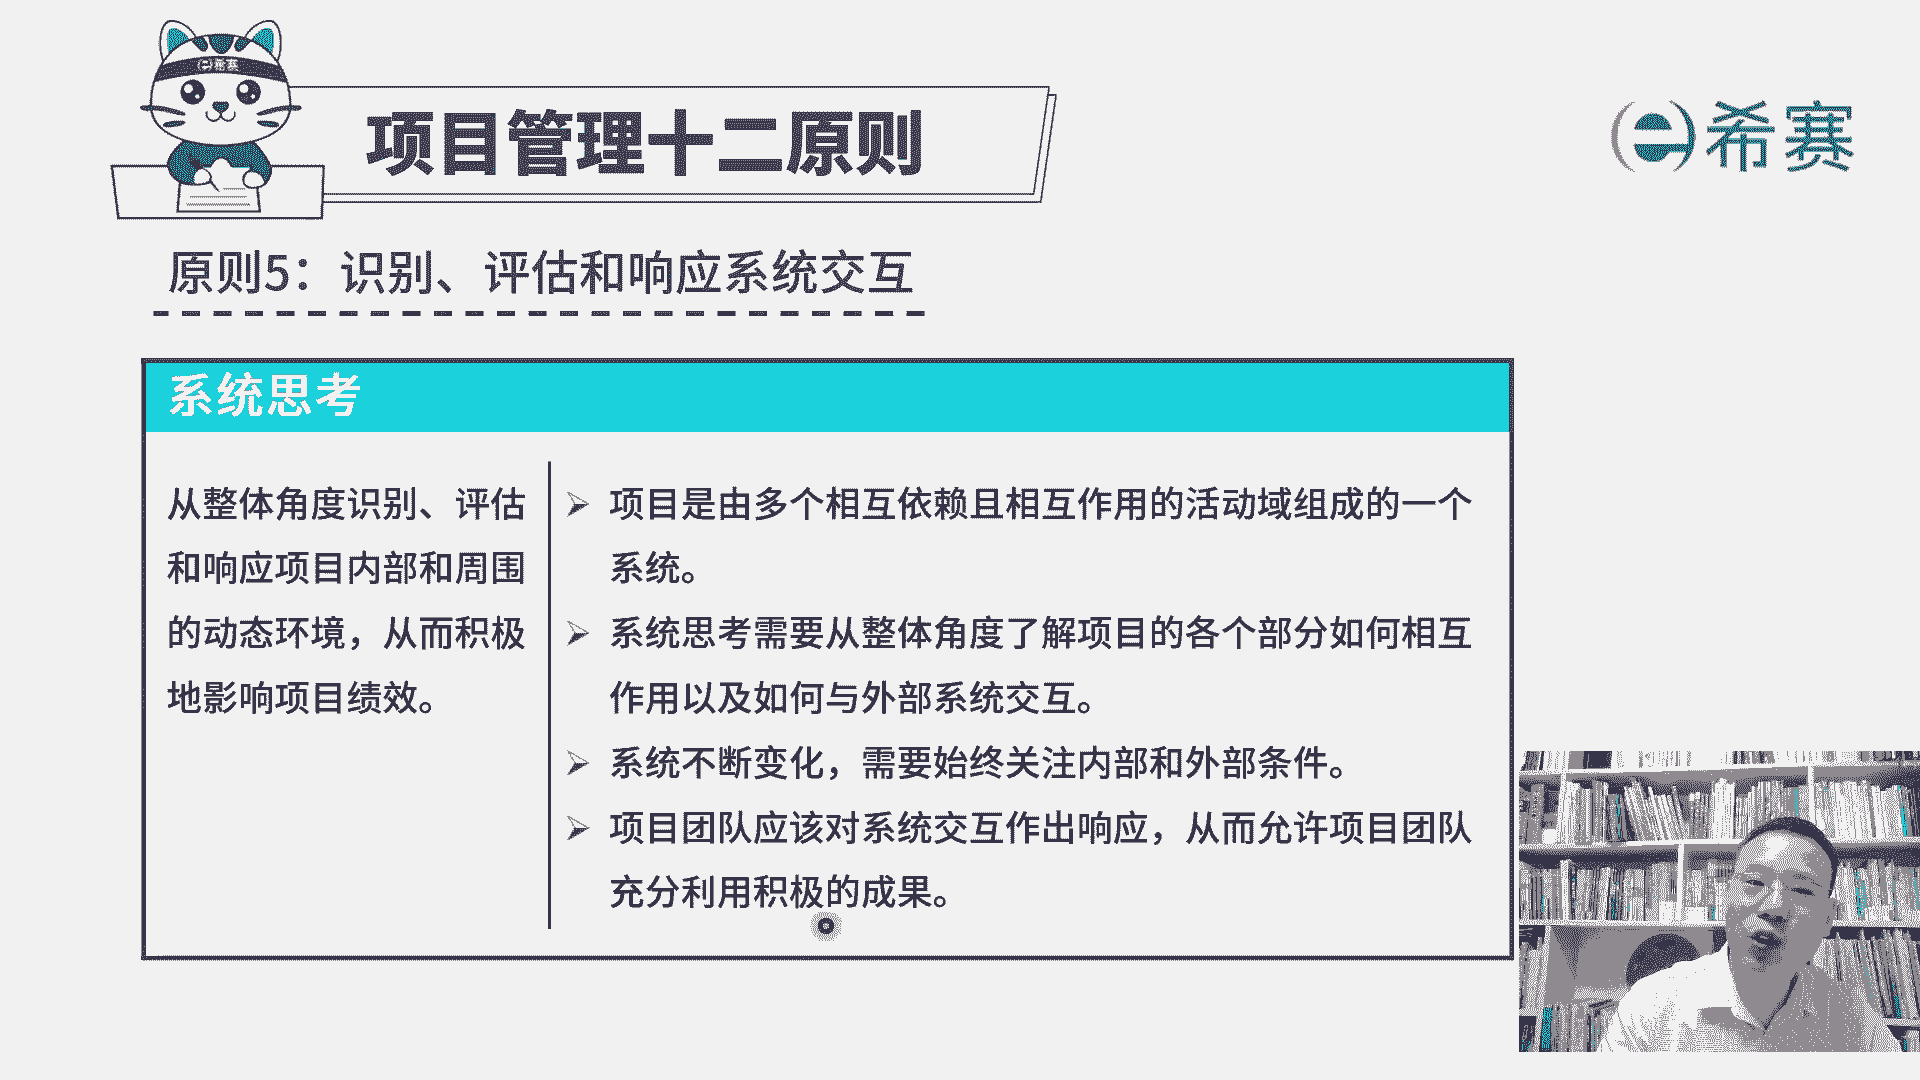 希赛
项目管理十二原则
希赛
原则5：识别、评估和响应系统交互
系统思考
从整体角度识别、评估
和响应项目内部和周围
的动态环境，从而积极
地影响项目绩效。
项目是由多个相互依赖且相互作用的活动域组成的一个
系统。
系统思考需要从整体角度了解项目的各个部分如何相互
作用以及如何与外部系统交互。
系统不断变化，需要始终关注内部和外部条件。
项目团队应该对系统交互作出响应，从而允许项目团队
充分利用积极的成果。